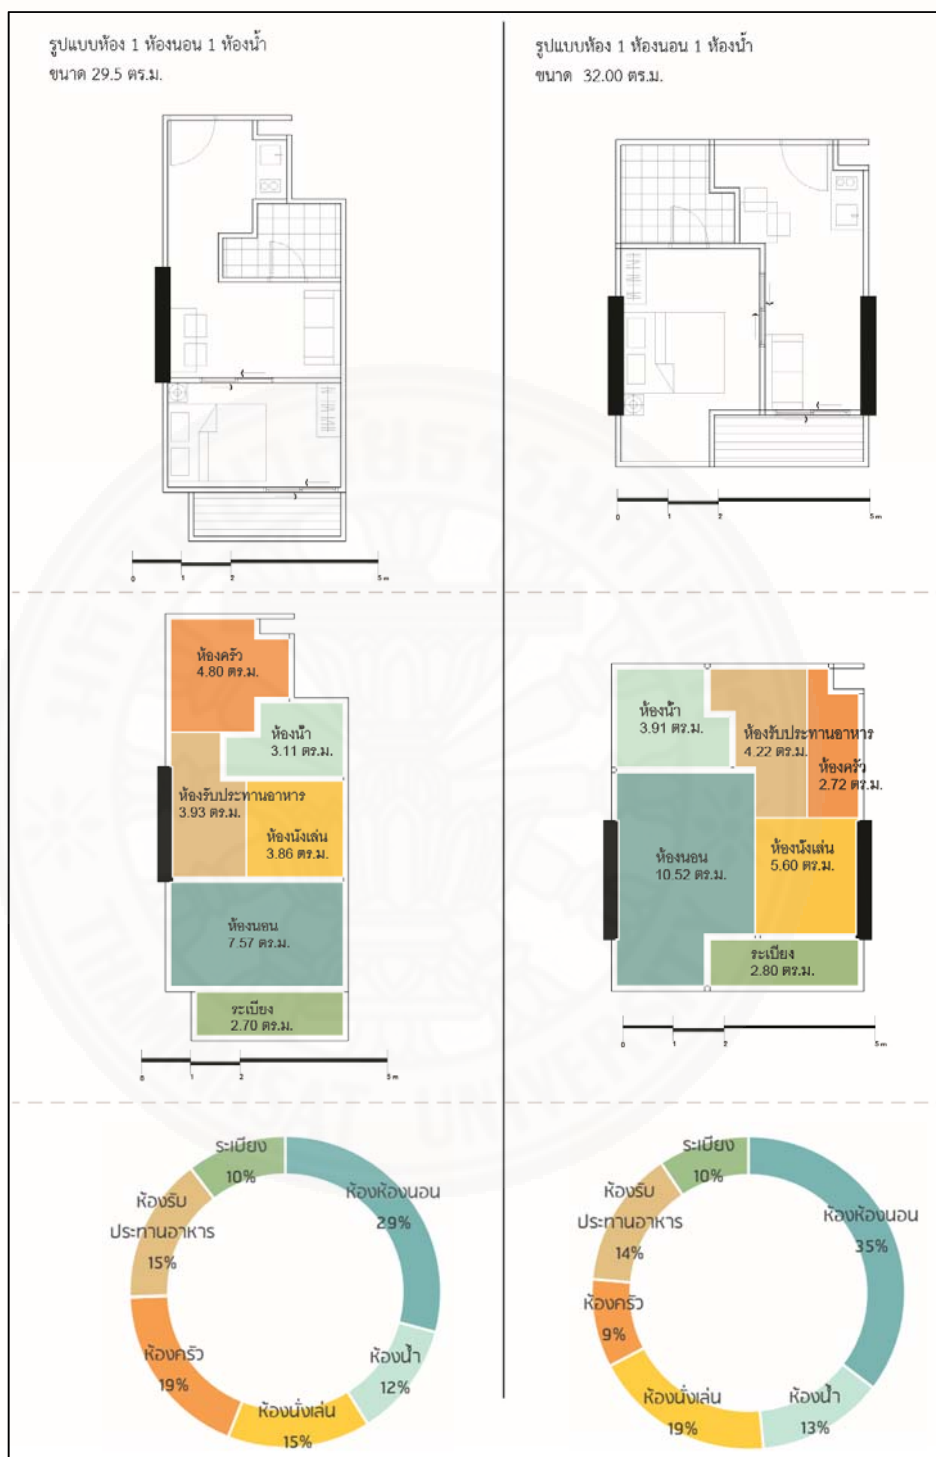 รูปแบบห้อง 1 ห้องนอน 1 ห้องน้ำ
ขนาด 29.5 ตร.ม.
0 1 2 5 m
ห้องครัว
4.80 ตร.ม.
ห้องน้ำ
3.11 ตร.ม.
ห้องรับประทานอาหาร
3.93 ตร.ม.
ห้องนั่งเล่น
3.86 ตร.ม.
ห้องนอน
7.57 ตร.ม.
ระเบียง
2.70 ตร.ม.
0 1 2 5 m
ระเบียง
10%
ห้องห้องนอน
29%
ห้องรับ
ประทานอาหาร
15%
ห้องครัว
19%
ห้องน้ำ
12%
ห้องนั่งเล่น
15%
รูปแบบห้อง 1 ห้องนอน 1 ห้องน้ำ
ขนาด 32.00 ตร.ม.
0 1 2 5 m
ห้องน้ำ
3.91 ตร.ม.
ห้องรับประทานอาหาร
4.22 ตร.ม.
ห้องครัว
2.72 ตร.ม.
ห้องนอน
10.52 ตร.ม.
ห้องนั่งเล่น
5.60 ตร.ม.
ระเบียง
2.80 ตร.ม.
0 1 2 5 m
ระเบียง
10%
ห้องรับ
ประทานอาหาร
14%
ห้องห้องนอน
35%
ห้องครัว
9%
ห้องนั่งเล่น
19%
ห้องน้ำ
13%